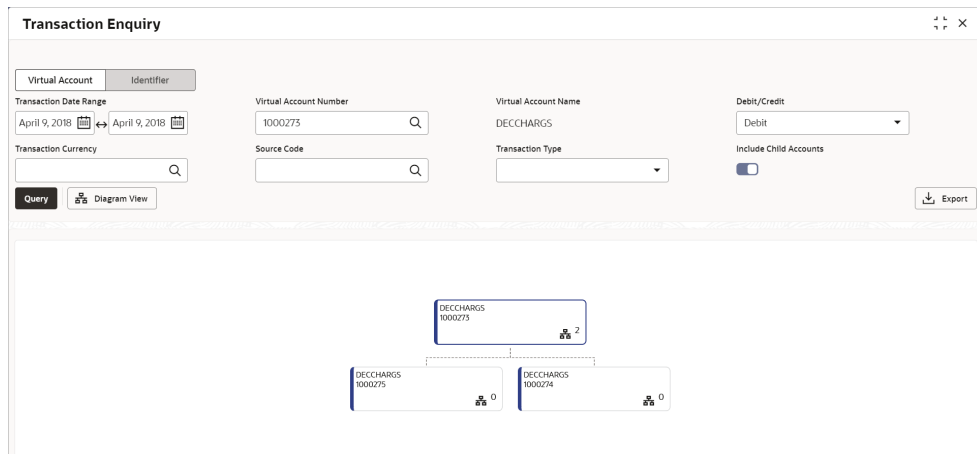 Transaction Enquiry
Virtual Account Identifier
Transaction Date Range Virtual Account Number Virtual Account Name Debit/Credit
April 9, 2018 April 9, 2018 1000273 DECCHARGS Debit
Transaction Currency Source Code Transaction Type Include Child Accounts
Query Diagram View Export
DECCHARGS
1000273
2
DECCHARGS DECCHARGS
1000275 1000274
0 0